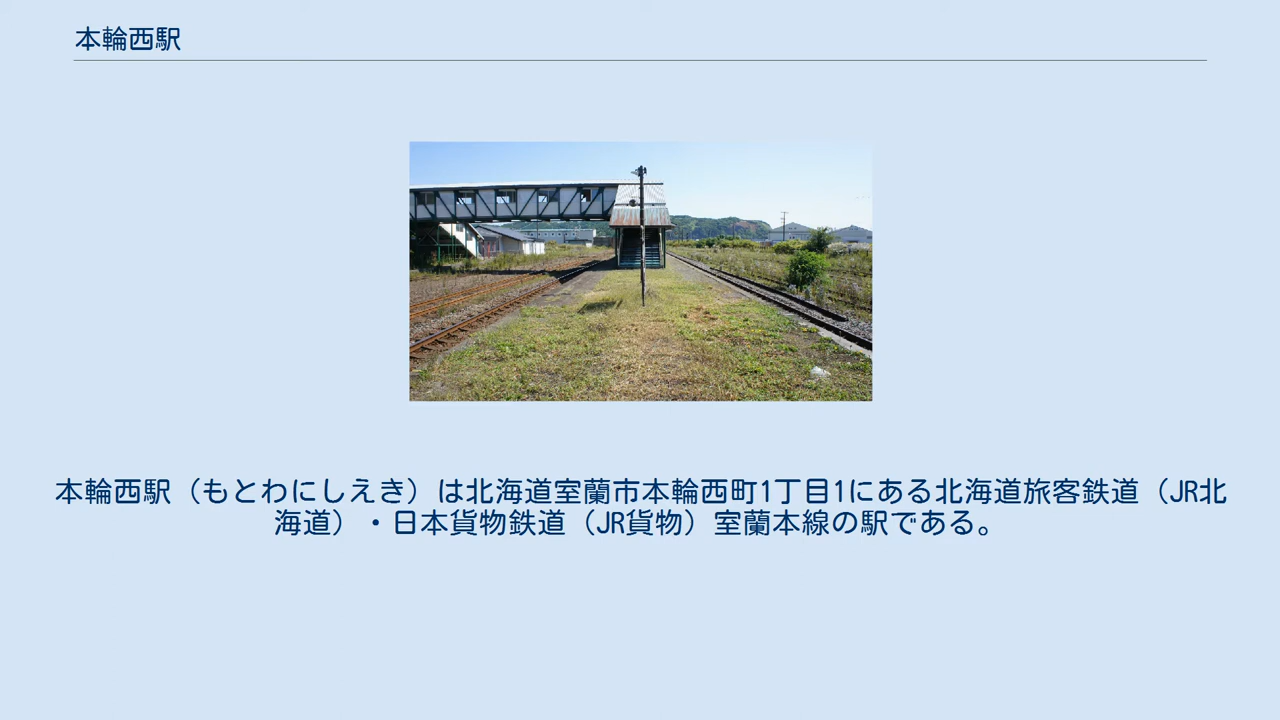 本輪西駅
本輪西駅（もとわにしえき）は北海道室蘭市本輪西町1丁目1にある北海道旅客鉄道（JR北
海道）・日本貨物鉄道（JR貨物）室蘭本線の駅である。